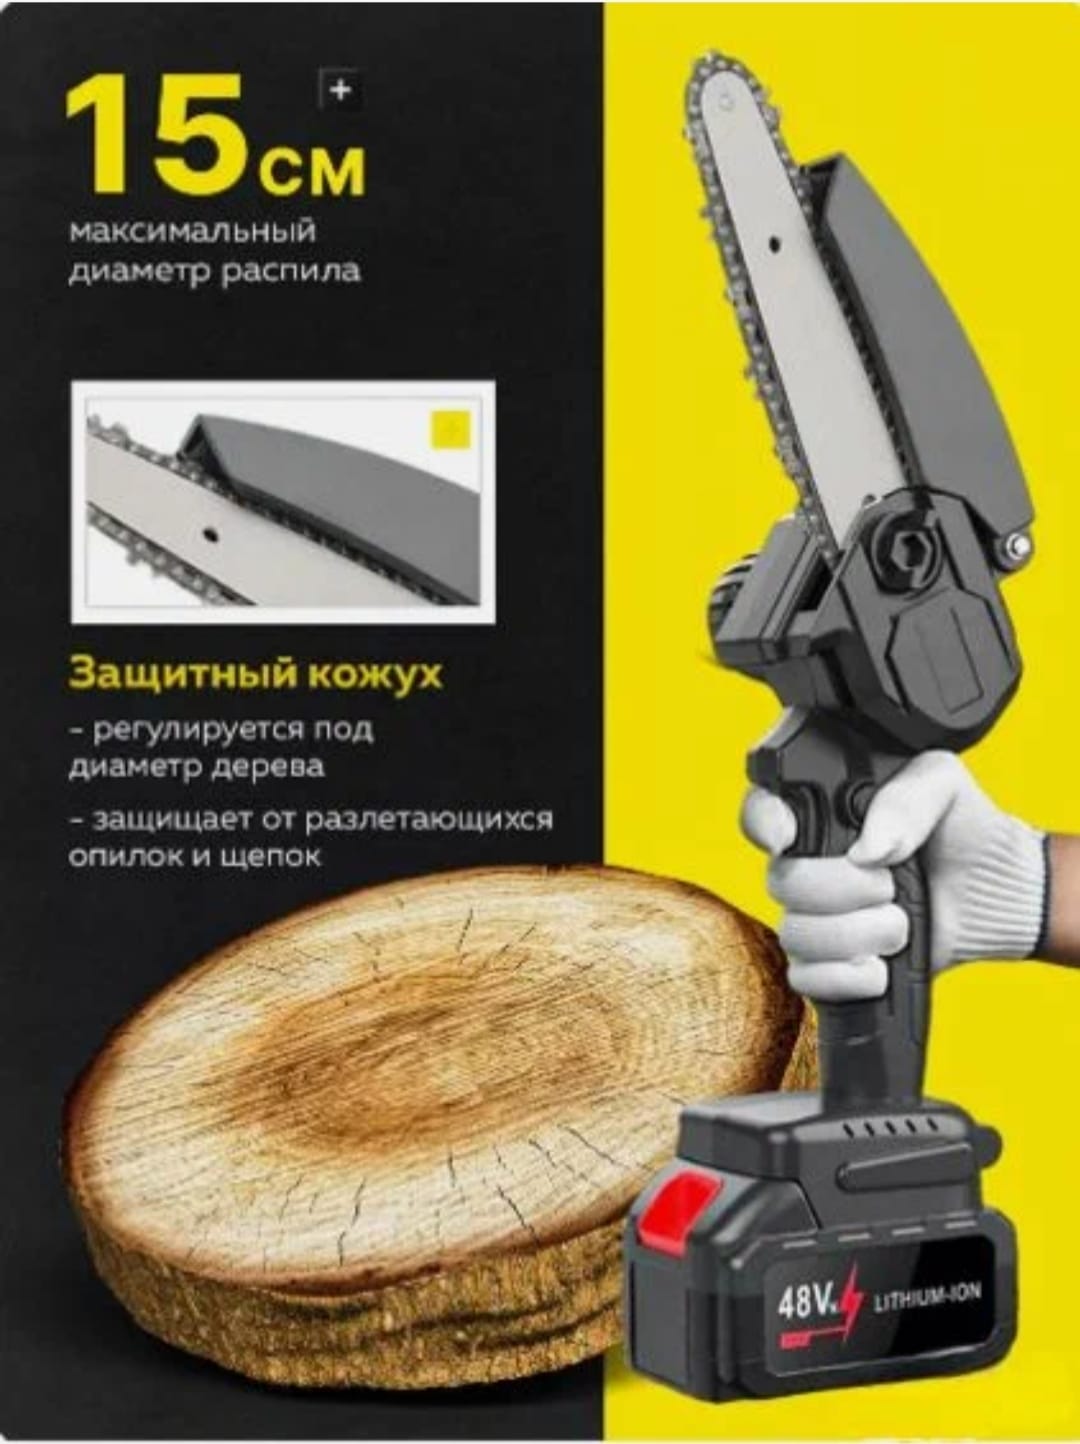 15см
максимальный
диаметр распила
Защитный кожух
- регулируется под
диаметр дерева
- защищает от разлетающихся
опилок и щепок
48V
LITHIUM-ION